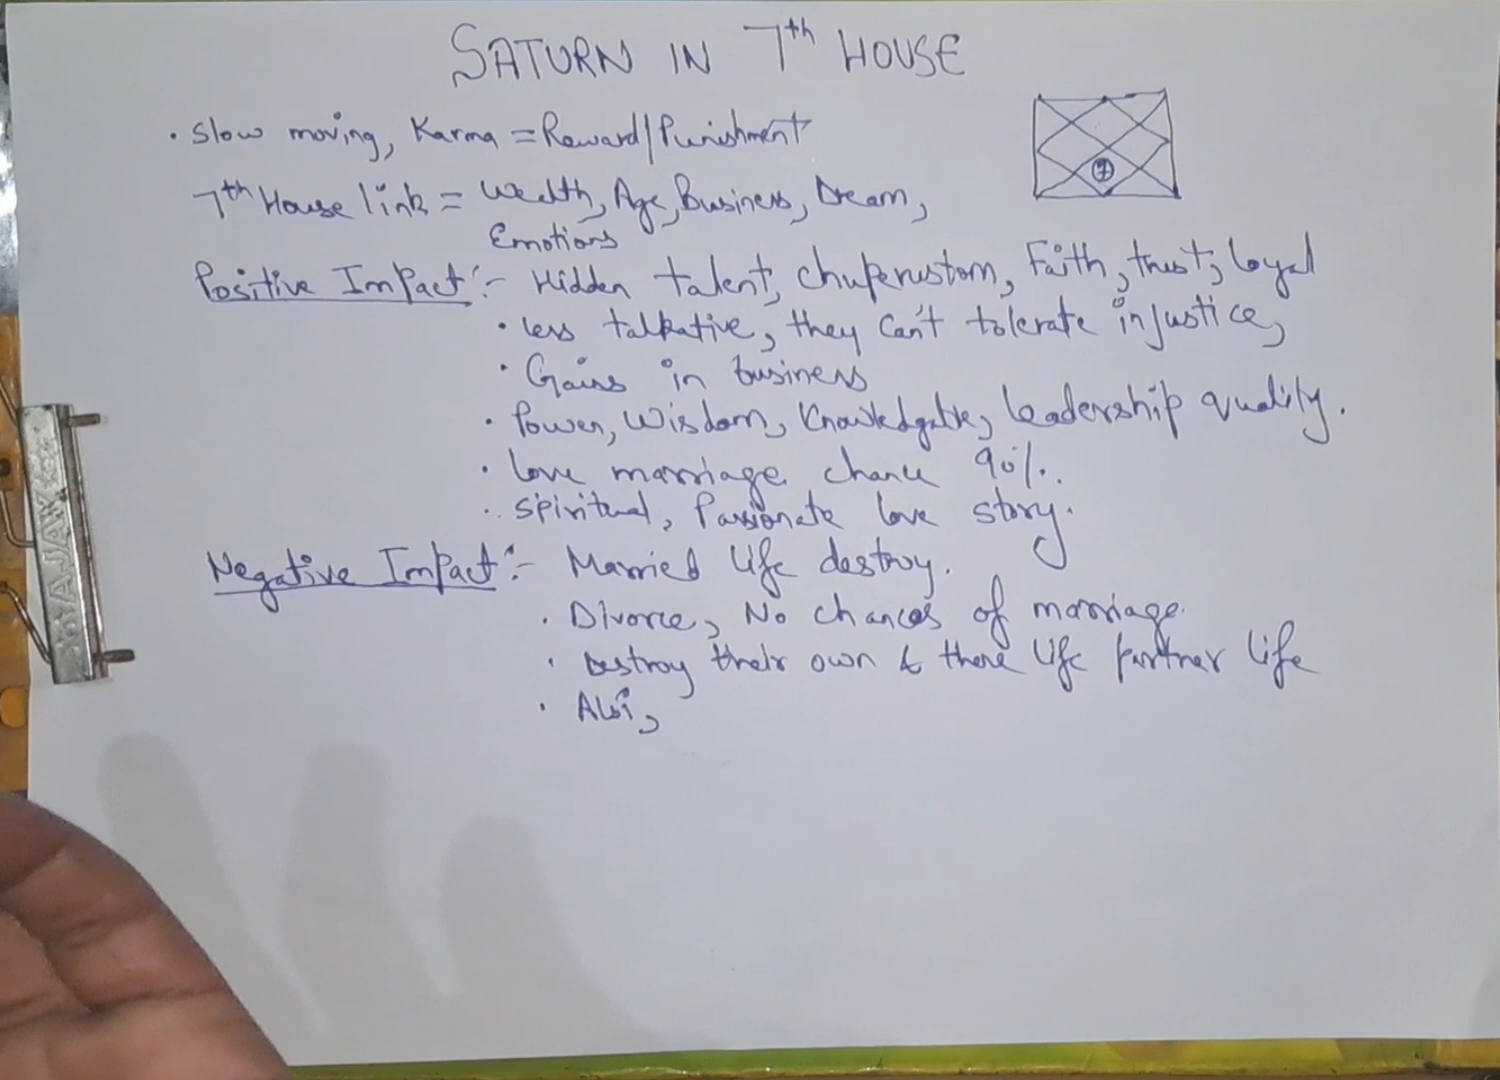 SATURN IN 7th HOUSE
• Slow moving, Karma = Reward/Punishment
7th House link = Wealth, Age, Business, Dream,
Emotions
7
Positive Impact :- Hidden talent, chuperustom, Faith, trust, loyal
• less talkative, they can't tolerate injustice,
• Gains in business
• Power, Wisdom, Knowledgable, leadership quality.
• love marriage chance 90%.
• Spiritual, Passionate love story.
Negative Impact :- Married life destroy.
• Divorce, No chances of marriage.
• Destroy their own & there life partner life
•
AJAX